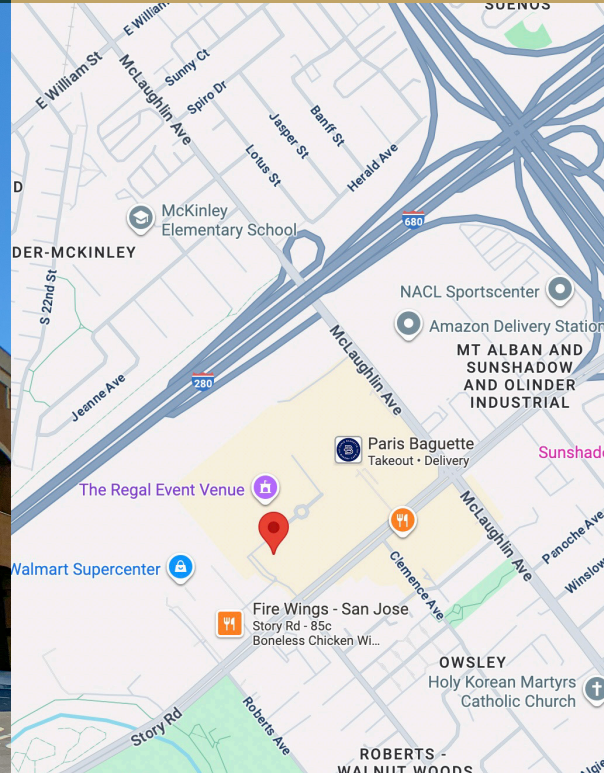 SUENOS
E William
E William St
McLaughlin Ave
Sunny Ct
Spiro Dr
Banff St
Jasper St
Lotus St
Herald Ave
D
McKinley
Elementary School
680
DER-MCKINLEY
S 22nd St
NACL Sportscenter
Amazon Delivery Station
McLaughlin Ave
MT ALBAN AND
SUNSHADOW
AND OLINDER
INDUSTRIAL
280
Jeanne Ave
Paris Baguette
Takeout • Delivery
Sunshad
The Regal Event Venue
McLaughlin Ave
Panoche Ave
Walmart Supercenter
Clemence Ave
Winslow
Fire Wings - San Jose
Story Rd - 85c
Boneless Chicken Wi...
OWSLEY
Holy Korean Martyrs
Catholic Church
Story Rd
Roberts Ave
ROBERTS -
WALNUT WOODS